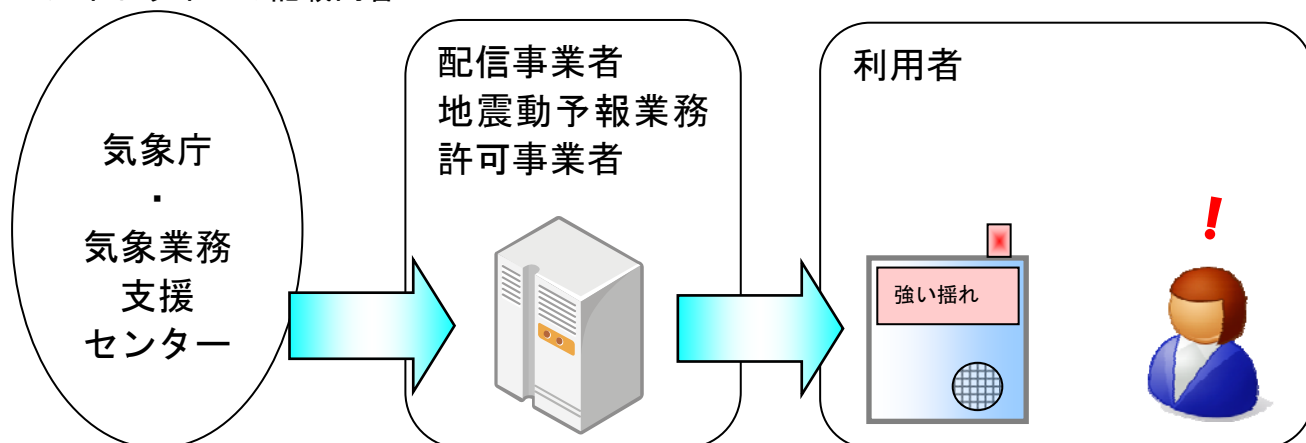 気象庁
・
気象業務
支援
センター
配信事業者
地震動予報業務
許可事業者
利用者
強い揺れ
!